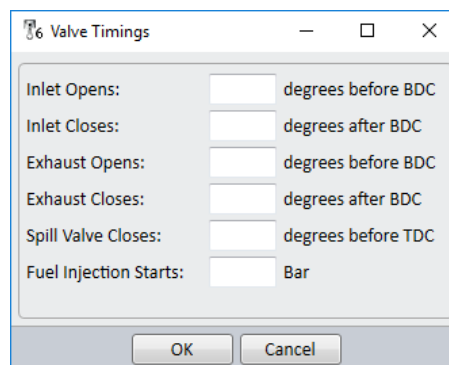 6 Valve Timings
Inlet Opens: degrees before BDC
Inlet Closes: degrees after BDC
Exhaust Opens: degrees before BDC
Exhaust Closes: degrees after BDC
Spill Valve Closes: degrees before TDC
Fuel Injection Starts: Bar
OK Cancel